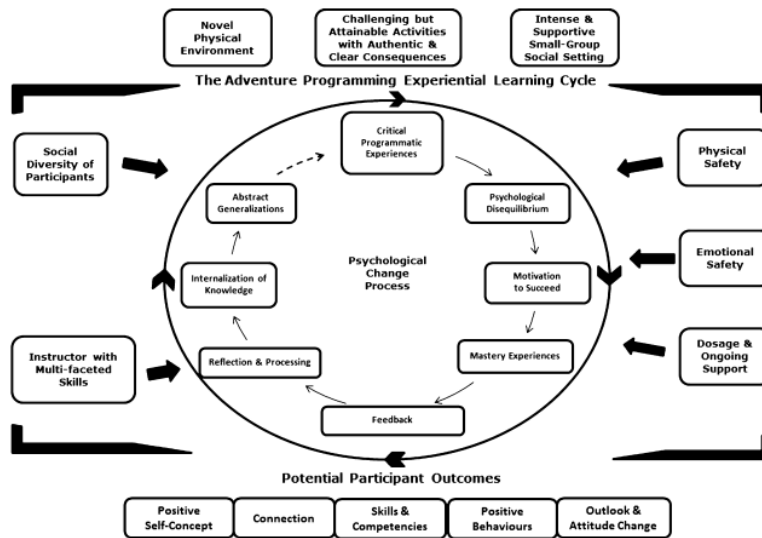 Novel
Physical
Environment
Challenging but
Attainable Activities
with Authentic &
Clear Consequences
Intense &
Supportive
Small-Group
Social Setting
The Adventure Programming Experiential Learning Cycle
Social
Diversity of
Participants
Critical
Programmatic
Experiences
Physical
Safety
Abstract
Generalizations
Psychological
Disequilibrium
Psychological
Change
Process
Internalization of
Knowledge
Motivation
to Succeed
Emotional
Safety
Instructor with
Multi-faceted
Skills
Reflection & Processing
Mastery Experiences
Dosage &
Ongoing
Support
Feedback
Potential Participant Outcomes
Positive
Self-Concept
Connection
Skills &
Competencies
Positive
Behaviours
Outlook &
Attitude Change